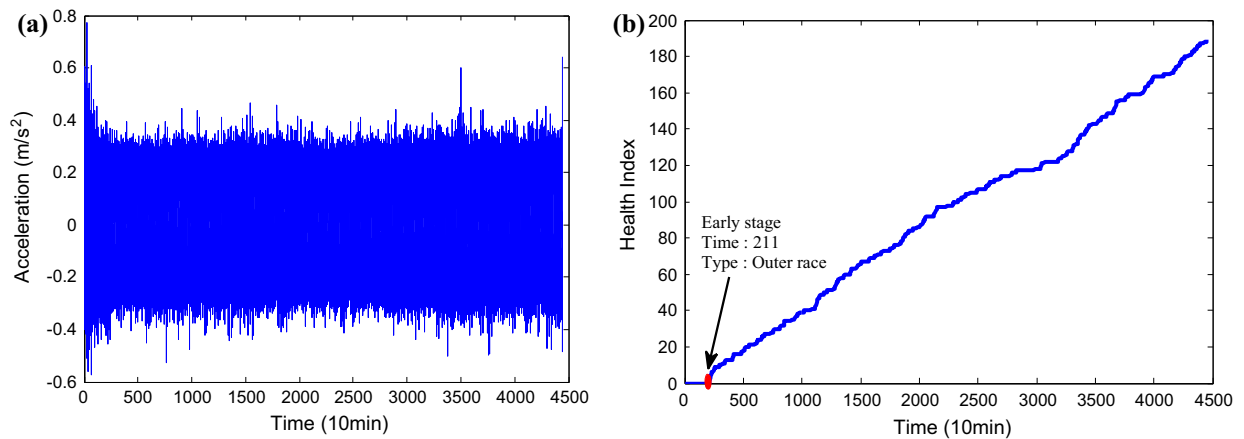 (a)
0.8
0.6
0.4
0.2
0
-0.2
-0.4
-0.6
Acceleration (m/s²)
0 500 1000 1500 2000 2500 3000 3500 4000 4500
Time (10min)
(b)
200
180
160
140
120
100
80
60
40
20
0
Health Index
Early stage
Time : 211
Type : Outer race
0 500 1000 1500 2000 2500 3000 3500 4000 4500
Time (10min)